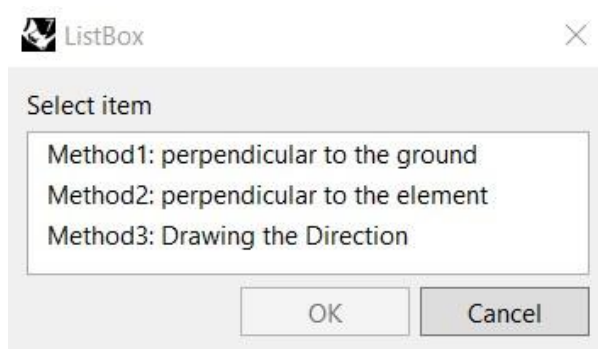 ListBox
Select item
Method1: perpendicular to the ground
Method2: perpendicular to the element
Method3: Drawing the Direction
OK
Cancel